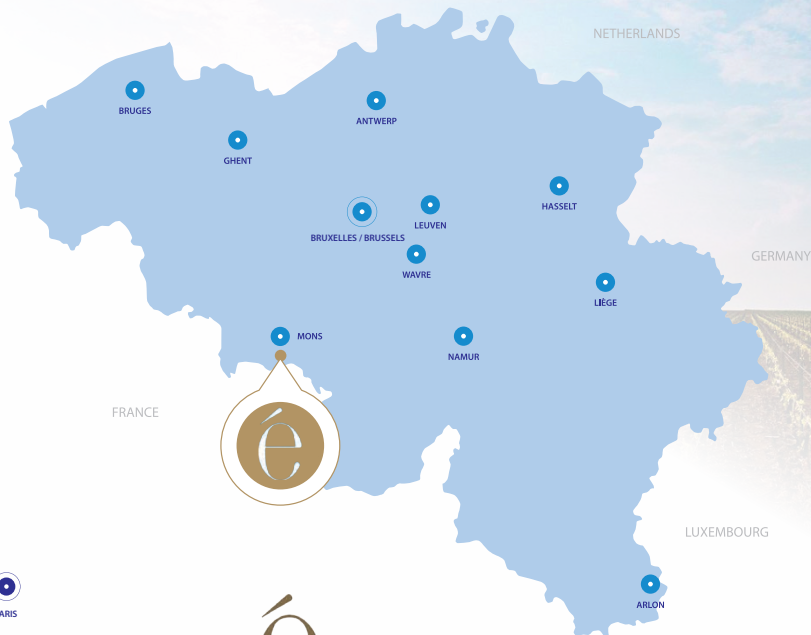 NETHERLANDS
BRUGES
ANTWERP
GHENT
HASSELT
LEUVEN
BRUXELLES / BRUSSELS
GERMANY
WAVRE
LIÈGE
MONS
NAMUR
FRANCE
é
LUXEMBOURG
ARLON
ARIS
é